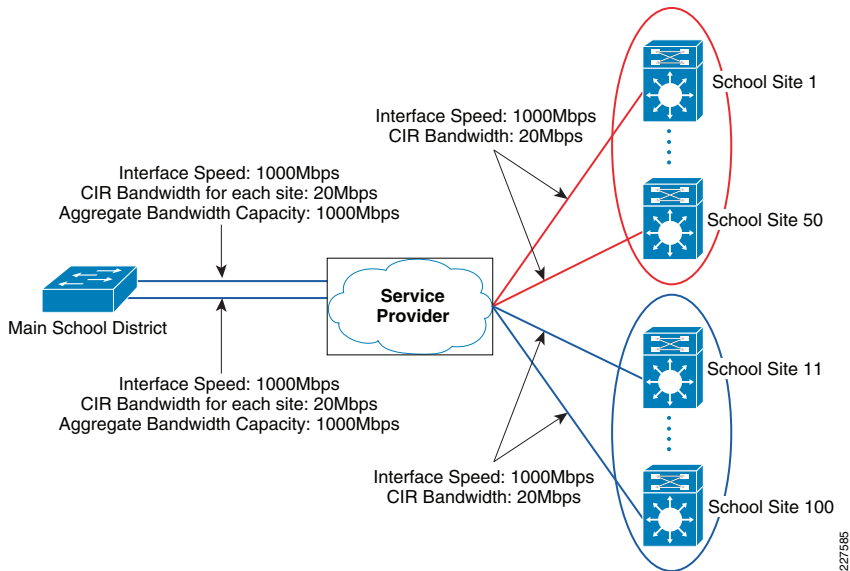 School Site 1
Interface Speed: 1000Mbps
CIR Bandwidth: 20Mbps
Interface Speed: 1000Mbps
CIR Bandwidth for each site: 20Mbps
Aggregate Bandwidth Capacity: 1000Mbps
School Site 50
Service
Provider
Main School District
School Site 11
Interface Speed: 1000Mbps
CIR Bandwidth for each site: 20Mbps
Aggregate Bandwidth Capacity: 1000Mbps
Interface Speed: 1000Mbps
CIR Bandwidth: 20Mbps
School Site 100
227585